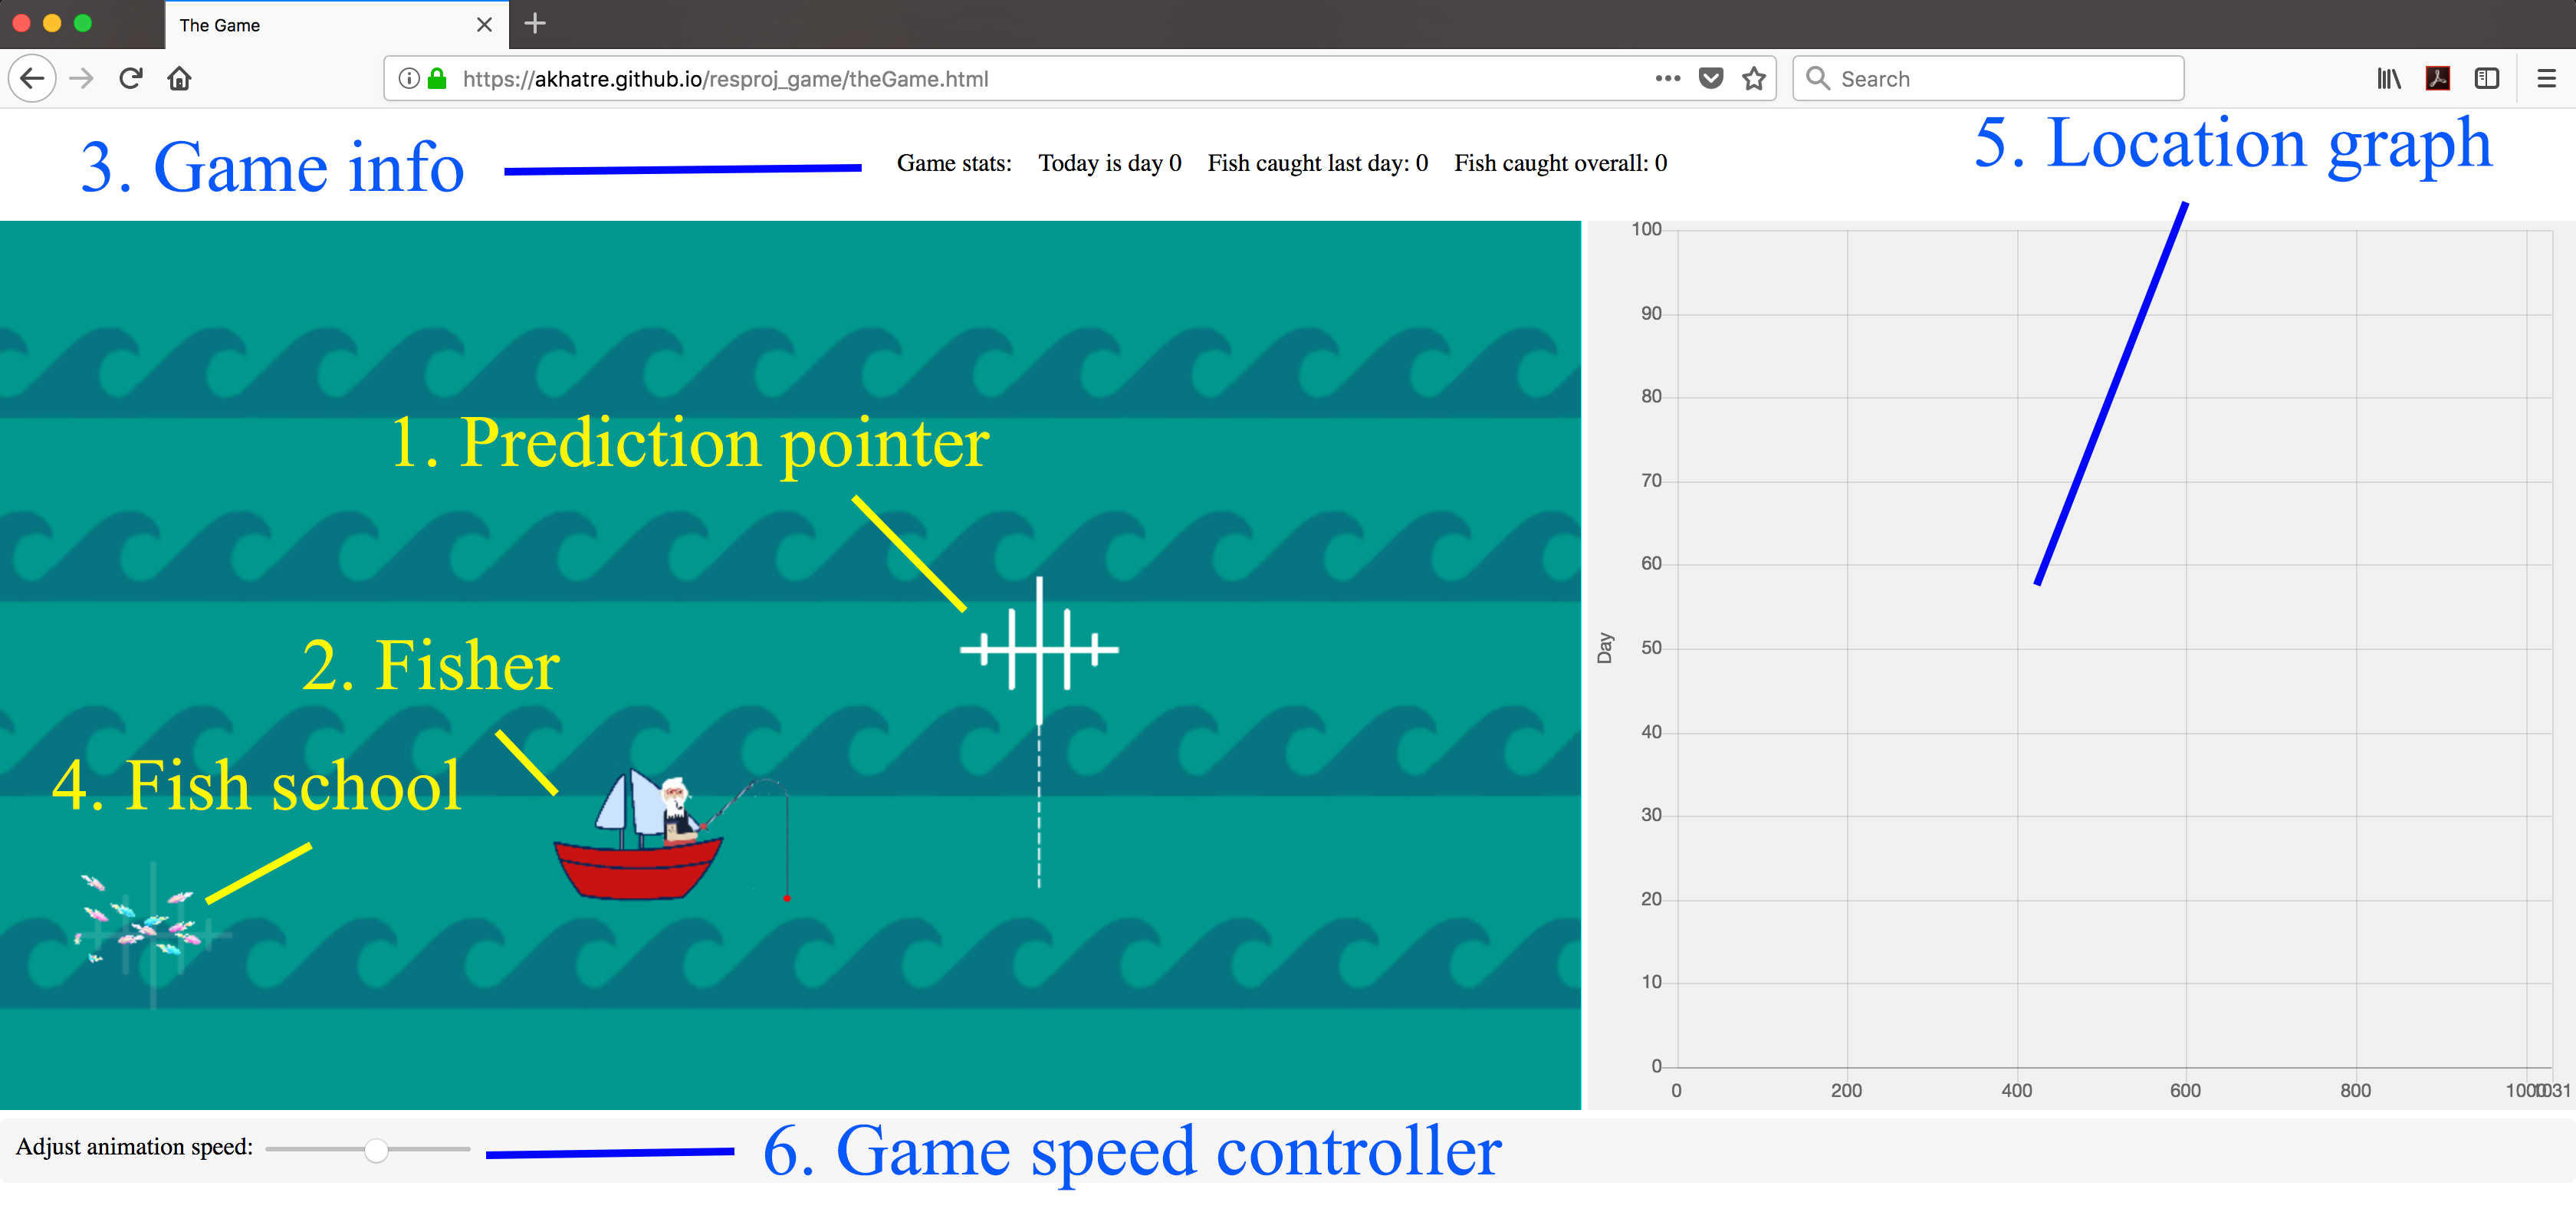 The Game
https://akhatre.github.io/resproj_game/theGame.html
Search
3. Game info
Game stats: Today is day 0 Fish caught last day: 0 Fish caught overall: 0
5. Location graph
1. Prediction pointer
2. Fisher
4. Fish school
100
90
80
70
60
50
40
30
20
10
0
Day
0 200 400 600 800 1000 1031
Adjust animation speed:
6. Game speed controller